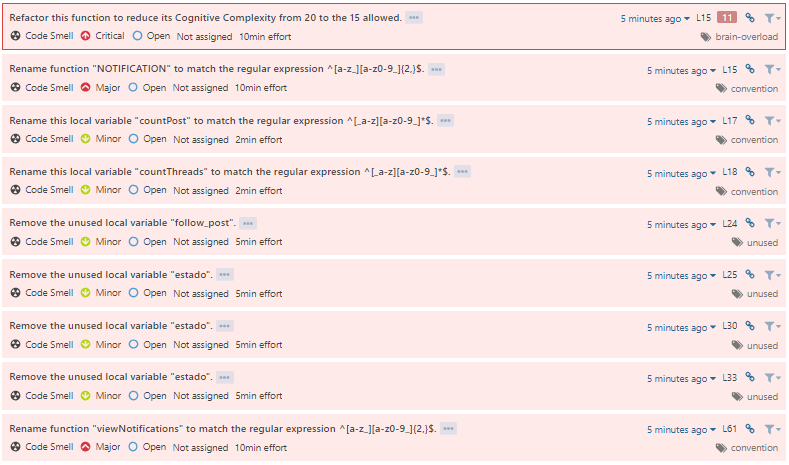 Refactor this function to reduce its Cognitive Complexity from 20 to the 15 allowed. 5 minutes ago L15 11
Code Smell Critical Open Not assigned 10min effort brain-overload
Rename function "NOTIFICATION" to match the regular expression ^[a-z_][a-z0-9_]{2,}$. 5 minutes ago L15
Code Smell Major Open Not assigned 10min effort convention
Rename this local variable "countPost" to match the regular expression ^[_a-z][a-z0-9_]*$. 5 minutes ago L17
Code Smell Minor Open Not assigned 2min effort convention
Rename this local variable "countThreads" to match the regular expression ^[_a-z][a-z0-9_]*$. 5 minutes ago L18
Code Smell Minor Open Not assigned 2min effort convention
Remove the unused local variable "follow_post". 5 minutes ago L24
Code Smell Minor Open Not assigned 5min effort unused
Remove the unused local variable "estado". 5 minutes ago L25
Code Smell Minor Open Not assigned 5min effort unused
Remove the unused local variable "estado". 5 minutes ago L30
Code Smell Minor Open Not assigned 5min effort unused
Remove the unused local variable "estado". 5 minutes ago L33
Code Smell Minor Open Not assigned 5min effort unused
Rename function "viewNotifications" to match the regular expression ^[a-z_][a-z0-9_]{2,}$. 5 minutes ago L61
Code Smell Major Open Not assigned 10min effort convention